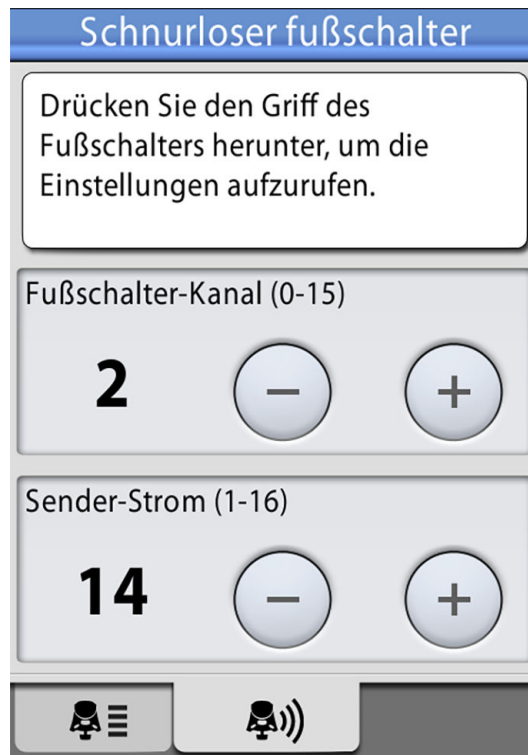 Schnurloser fußschalter
Drücken Sie den Griff des
Fußschalters herunter, um die
Einstellungen aufzurufen.
Fußschalter-Kanal (0-15)
2 − +
Sender-Strom (1-16)
14 − +